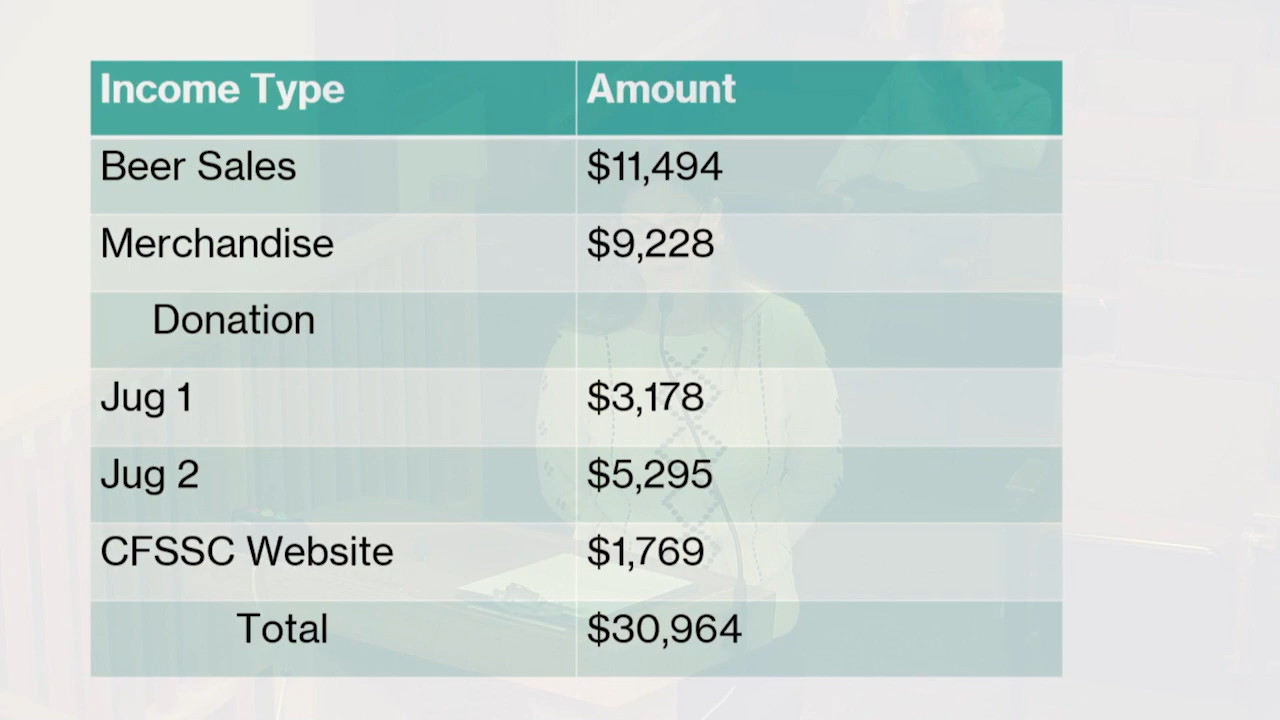 Income Type Amount
Beer Sales $11,494
Merchandise $9,228
Donation
Jug 1 $3,178
Jug 2 $5,295
CFSSC Website $1,769
Total $30,964